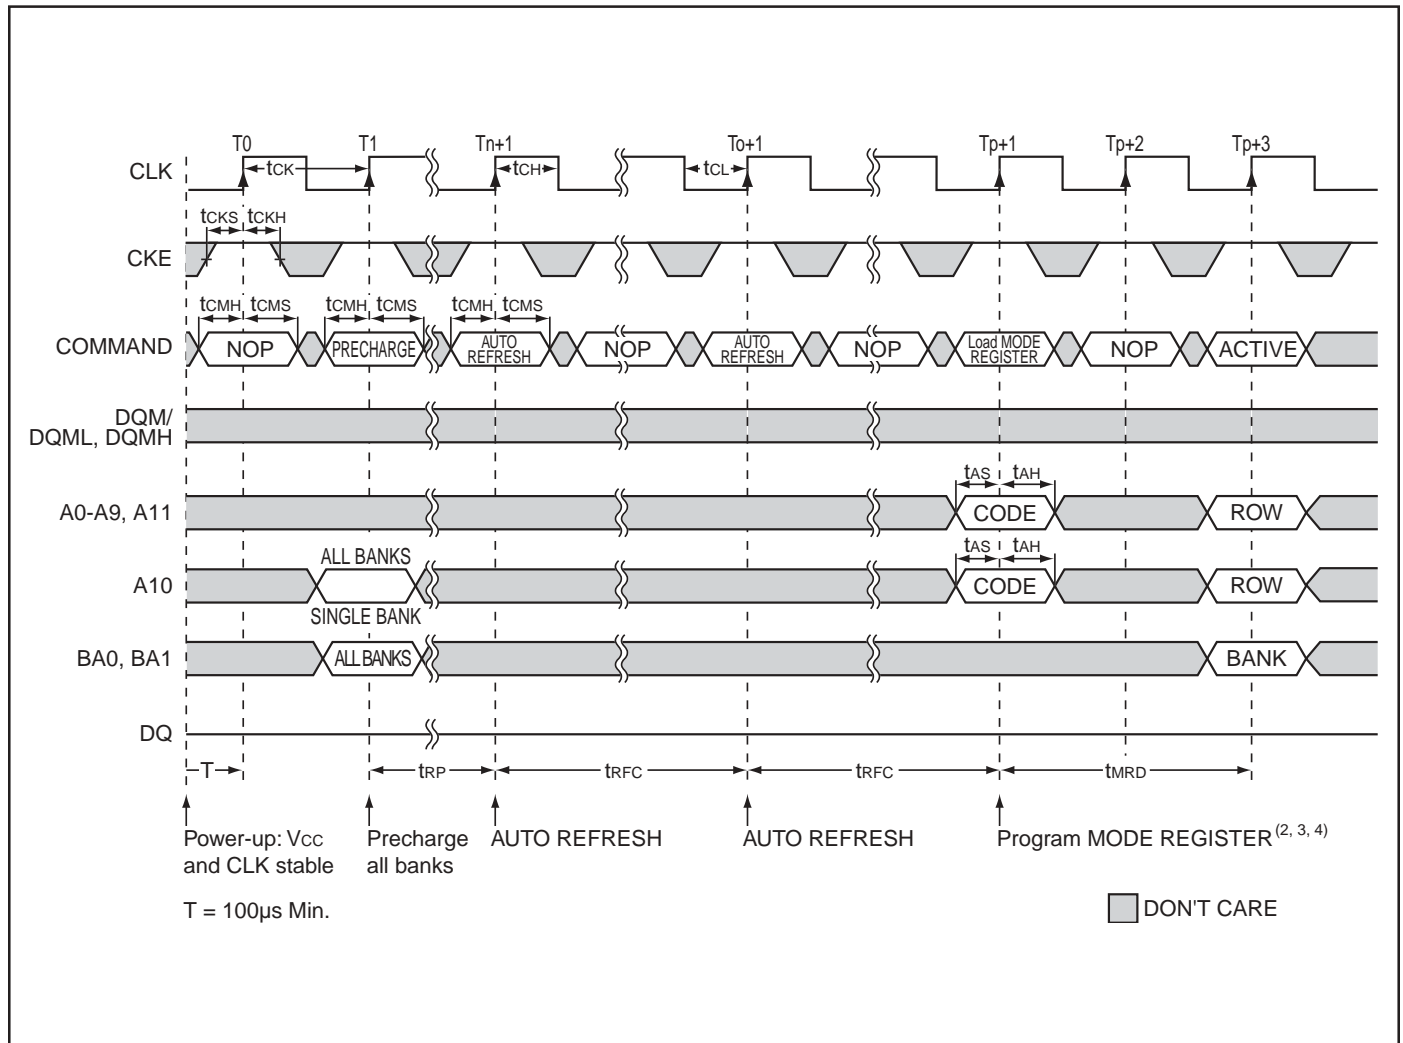 T0 T1 Tn+1 To+1 Tp+1 Tp+2 Tp+3
CLK tCK tCH tCL
tCKS tCKH
CKE
tCMH tCMS tCMH tCMS tCMH tCMS
COMMAND NOP PRECHARGE AUTO REFRESH NOP AUTO REFRESH NOP Load MODE REGISTER NOP ACTIVE
DQM/
DQML, DQMH
tAS tAH
A0-A9, A11 CODE ROW
ALL BANKS tAS tAH
A10 CODE ROW
SINGLE BANK
BA0, BA1 ALL BANKS BANK
DQ
T tRP tRFC tRFC tMRD
Power-up: VCC
and CLK stable
Precharge
all banks
AUTO REFRESH
AUTO REFRESH
Program MODE REGISTER (2, 3, 4)
T = 100µs Min.
DON'T CARE